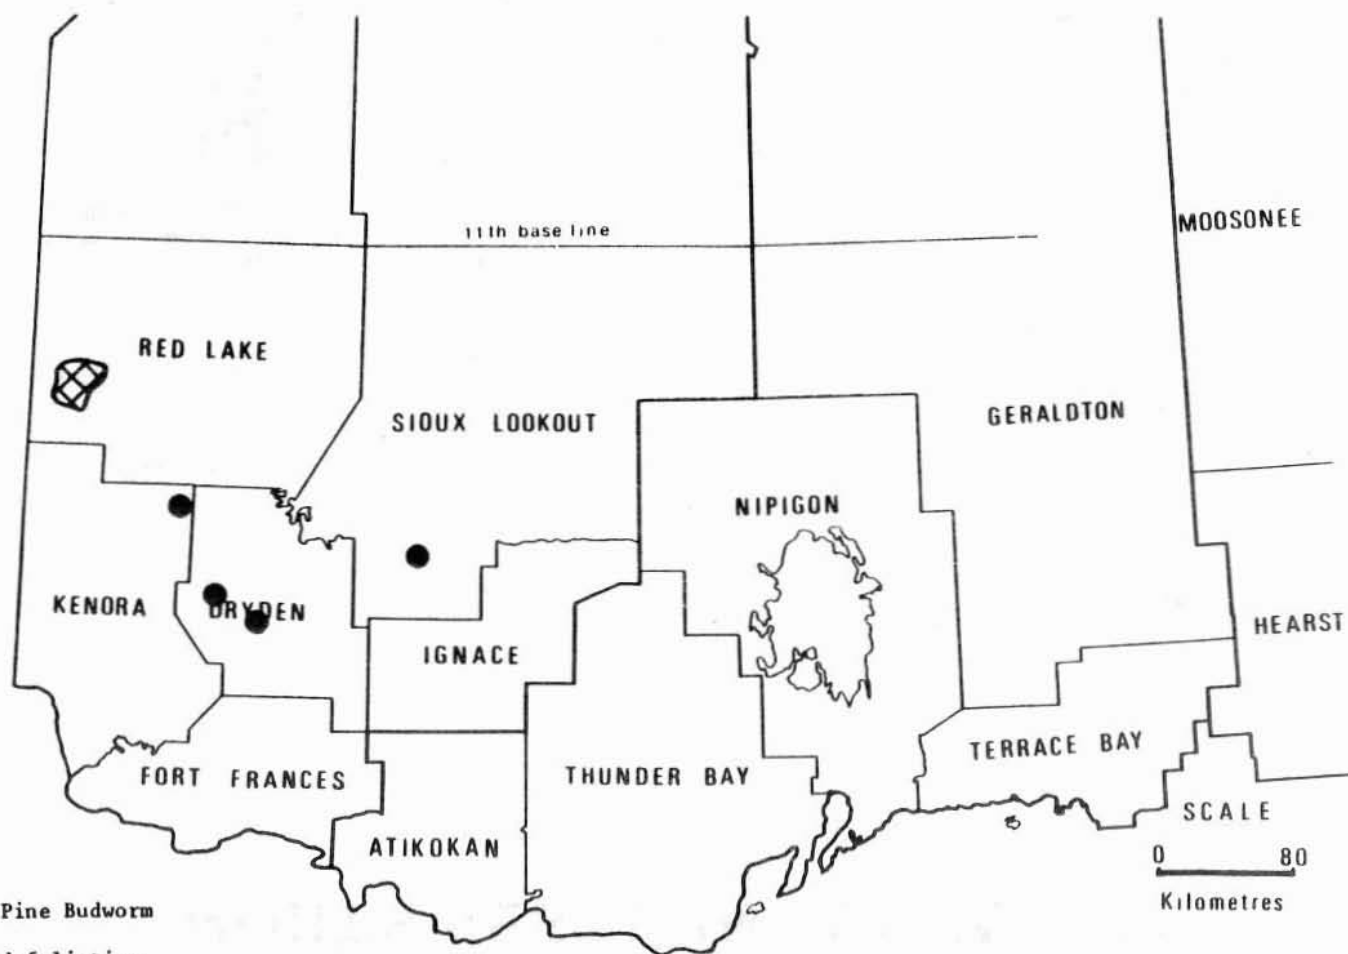 11th base line
MOOSONEE
RED LAKE
SIOUX LOOKOUT
GERALDTON
NIPIGON
KENORA
DRYDEN
HEARST
IGNACE
TERRACE BAY
FORT FRANCES
THUNDER BAY
ATIKOKAN
SCALE
0 80
Kilometres
Pine Budworm